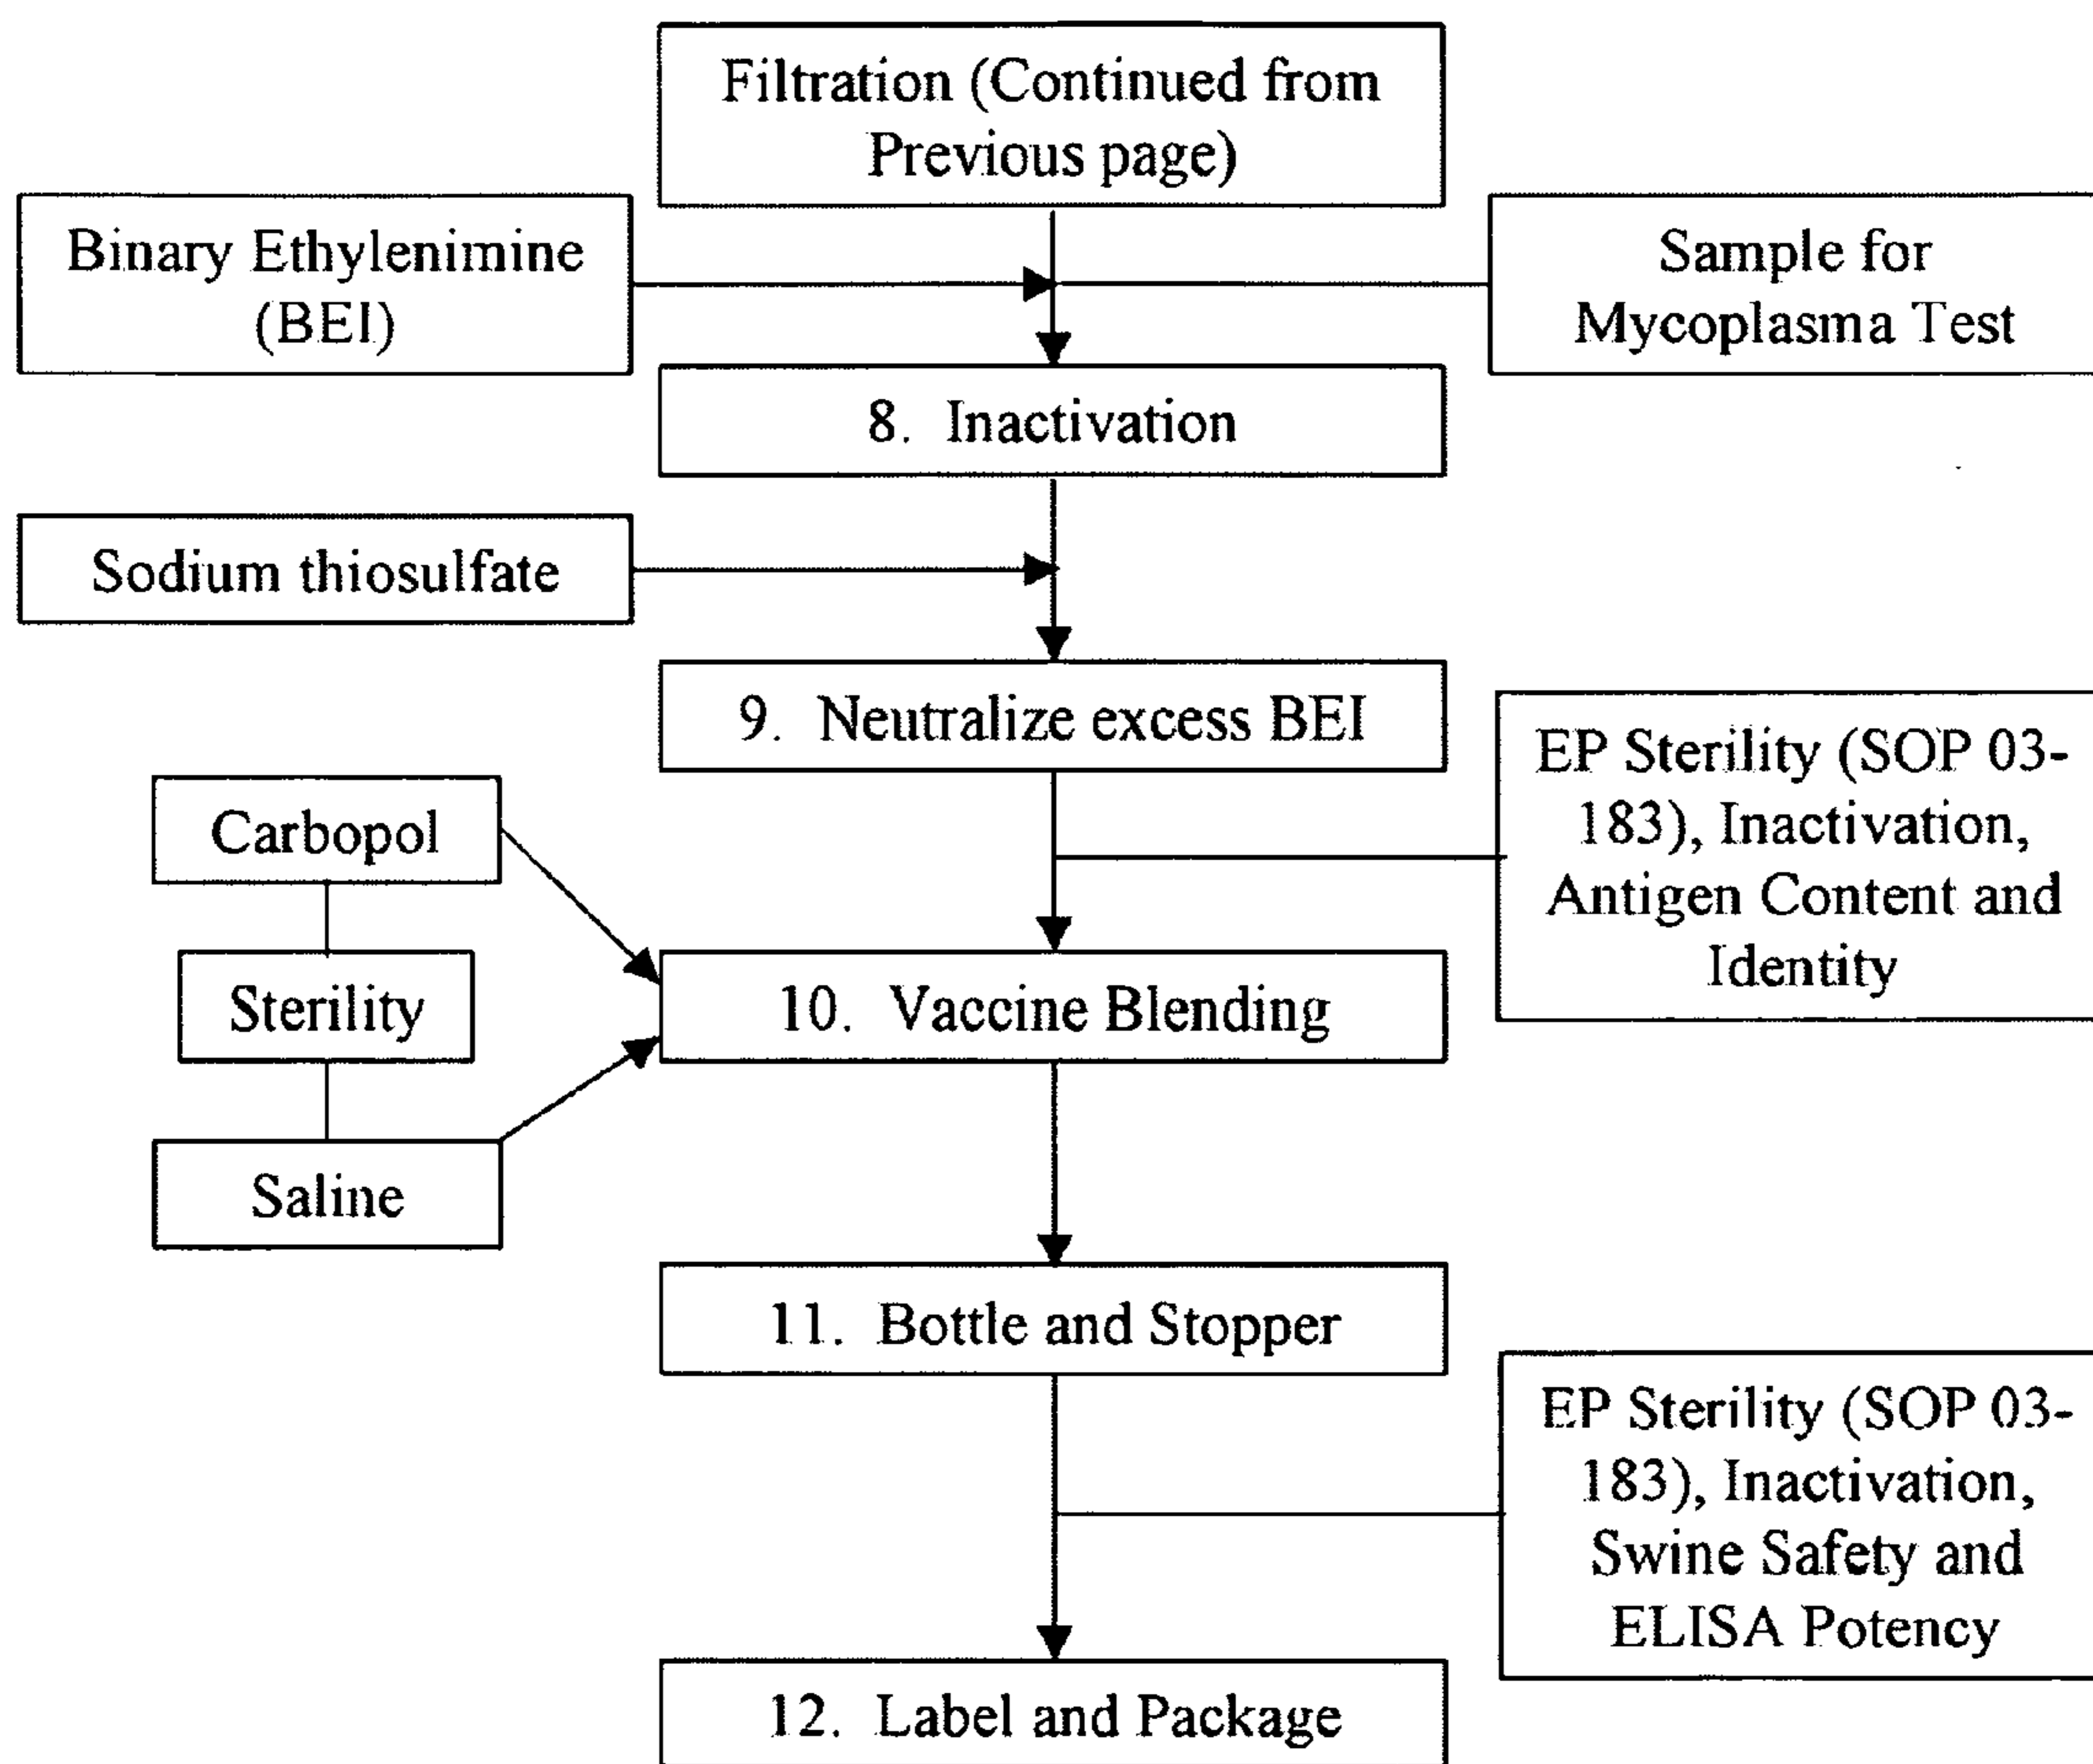 Filtration (Continued from
Previous page)
Binary Ethylenimine
(BEI)
Sample for
Mycoplasma Test
8. Inactivation
Sodium thiosulfate
9. Neutralize excess BEI
EP Sterility (SOP 03-
183), Inactivation,
Antigen Content and
Identity
Carbopol
Sterility
10. Vaccine Blending
Saline
11. Bottle and Stopper
EP Sterility (SOP 03-
183), Inactivation,
Swine Safety and
ELISA Potency
12. Label and Package